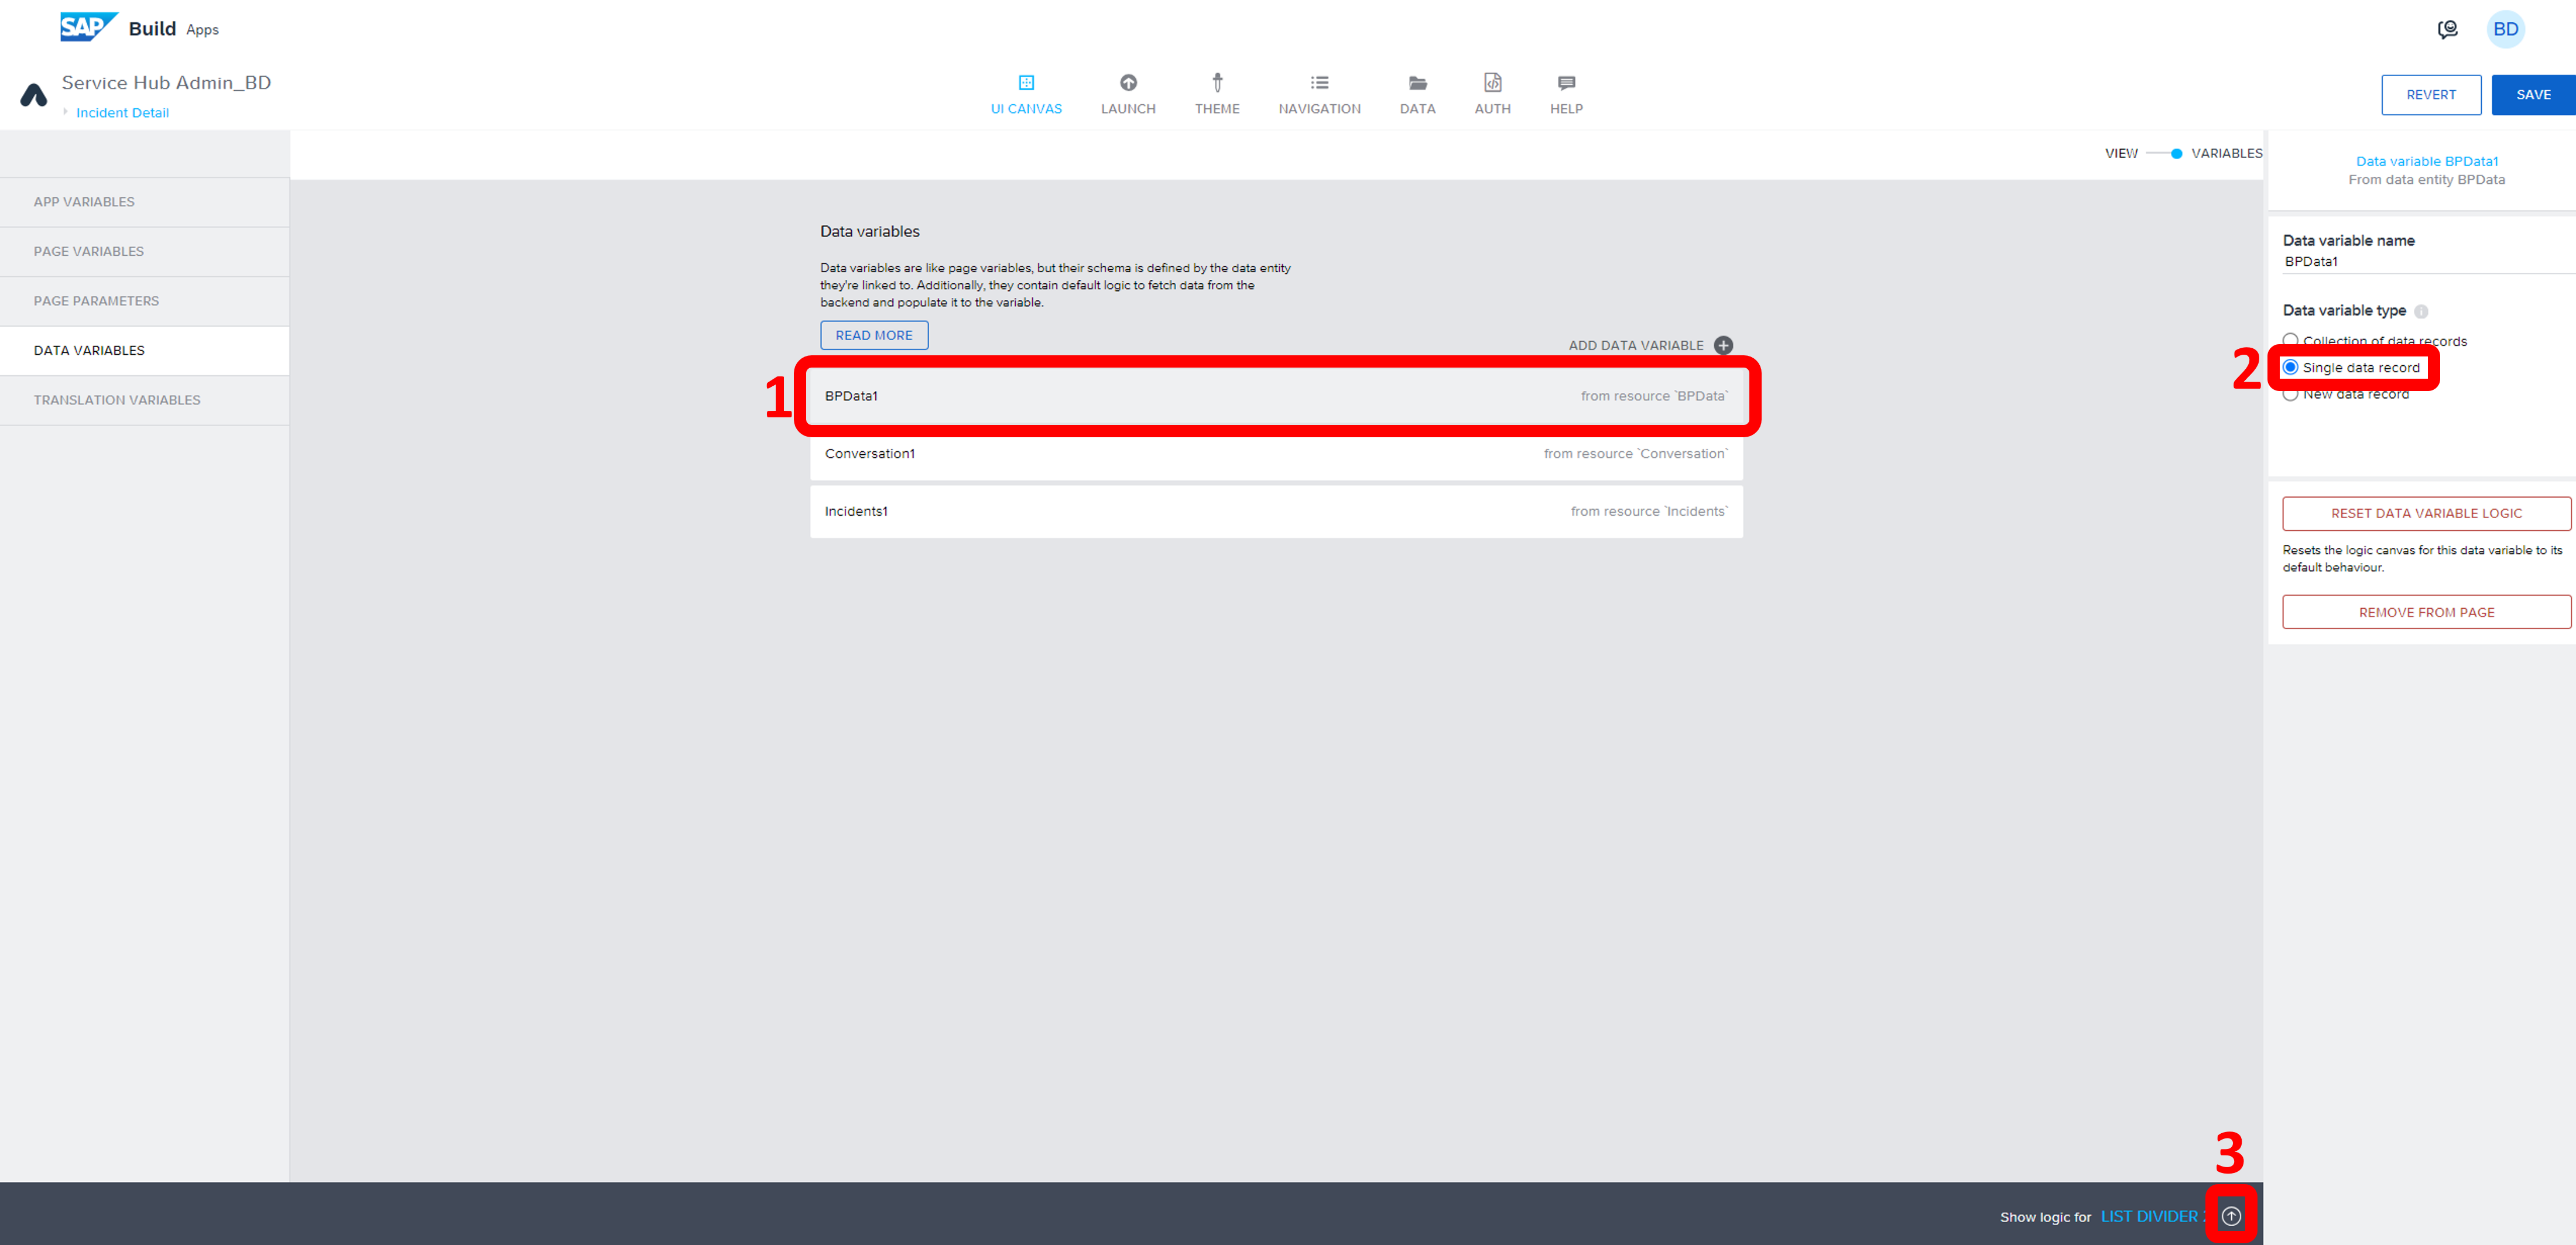 SAP Build Apps
BD
Service Hub Admin_BD
Incident Detail
UI CANVAS
LAUNCH
THEME
NAVIGATION
DATA
AUTH
HELP
REVERT
SAVE
VIEW
VARIABLES
APP VARIABLES
PAGE VARIABLES
PAGE PARAMETERS
DATA VARIABLES
TRANSLATION VARIABLES
Data variables
Data variables are like page variables, but their schema is defined by the data entity
they're linked to. Additionally, they contain default logic to fetch data from the
backend and populate it to the variable.
READ MORE
ADD DATA VARIABLE
1
BPData1 from resource `BPData`
Conversation1 from resource `Conversation`
Incidents1 from resource `Incidents`
Data variable BPData1
From data entity BPData
Data variable name
BPData1
Data variable type
Collection of data records
2
Single data record
New data record
RESET DATA VARIABLE LOGIC
Resets the logic canvas for this data variable to its
default behaviour.
REMOVE FROM PAGE
3
Show logic for LIST DIVIDER